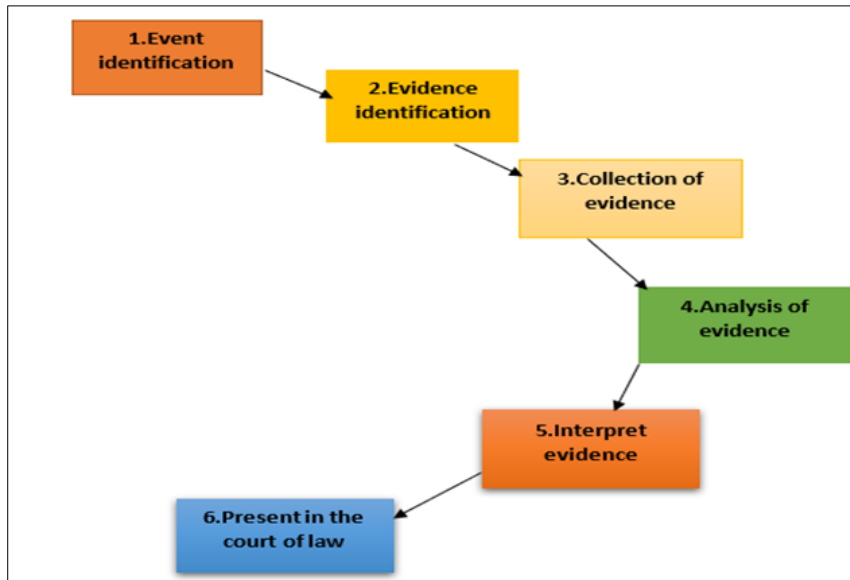 1.Event
identification
2.Evidence
identification
3.Collection of
evidence
4.Analysis of
evidence
5.Interpret
evidence
6.Present in the
court of law